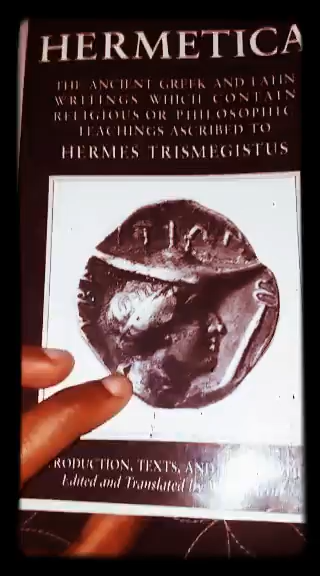 HERMETICA
THE ANCIENT GREEK AND LATIN
WRITINGS WHICH CONTAIN
RELIGIOUS OR PHILOSOPHIC
TEACHINGS ASCRIBED TO
HERMES TRISMEGISTUS
RODUCTION, TEXTS, AND
Edited and Translated by